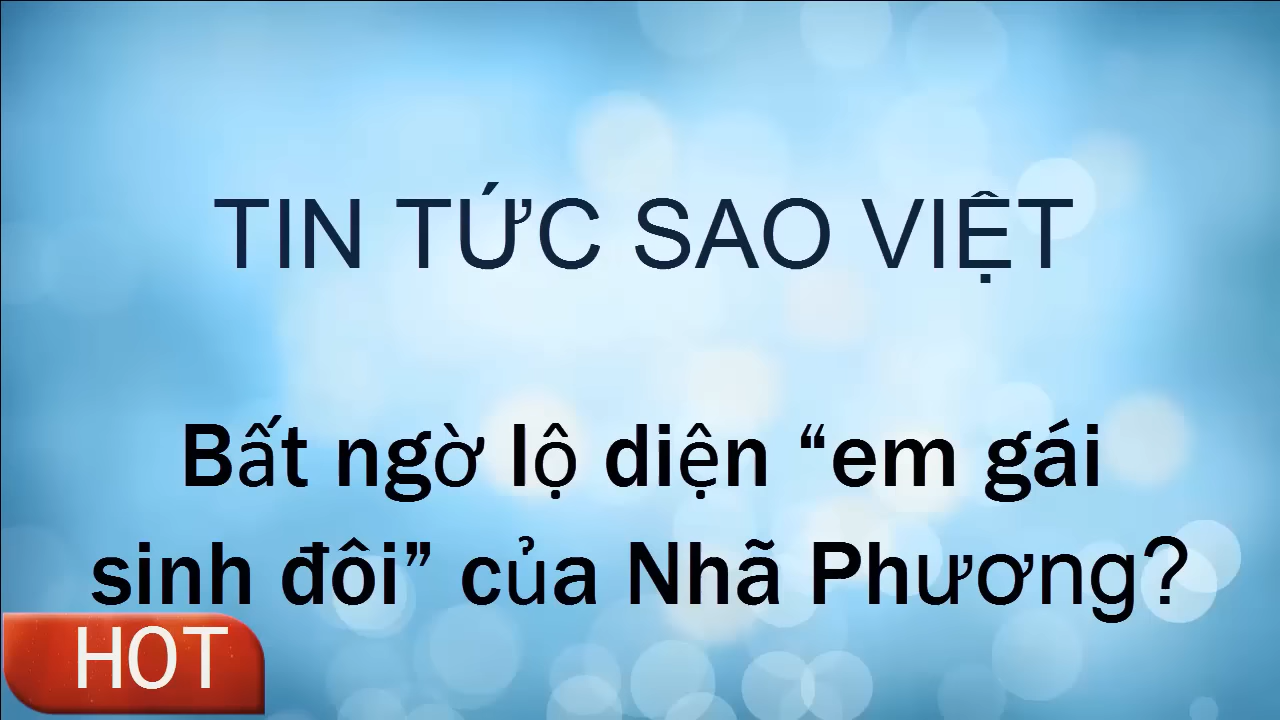 TIN TỨC SAO VIỆT
Bất ngờ lộ diện “em gái
sinh đôi” của Nhã Phương?
HOT